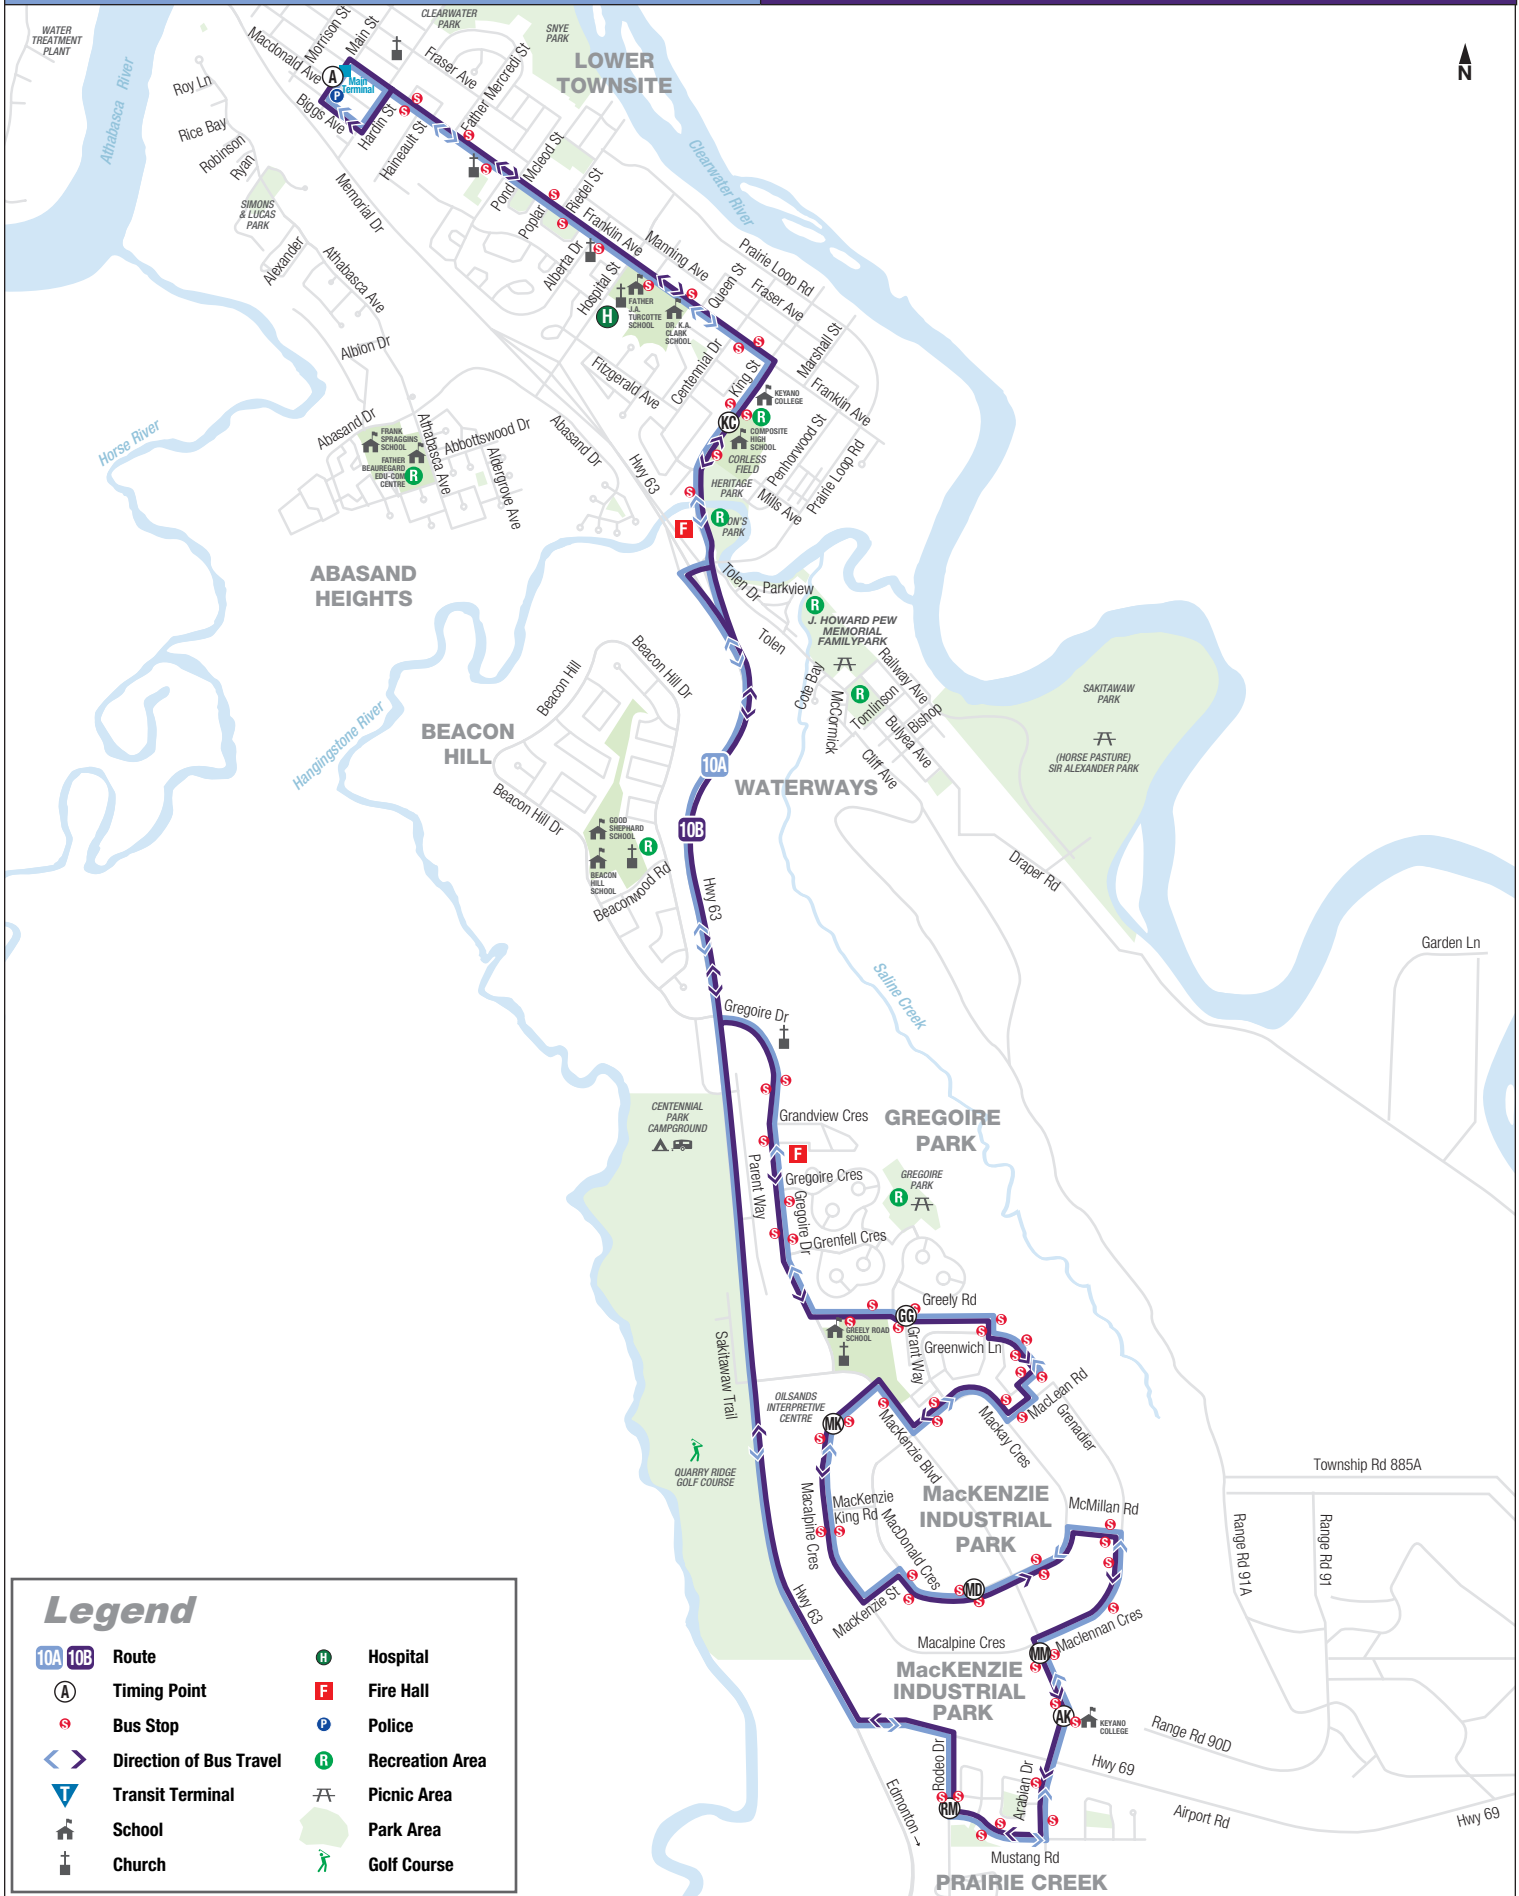 WATER
TREATMENT
PLANT
CLEARWATER
PARK
SNYE
PARK
LOWER
TOWNSITE
N
Morrison St
Main St
Macdonald Ave
A
Main
Terminal
P
Biggs Ave
Hardin St
Haineault St
Fraser Ave
Father Mercredi St
Athabasca River
Roy Ln
Rice Bay
Robinson
Ryan
SIMONS
& LUCAS
PARK
Memorial Dr
Alexander
Athabasca Ave
Albion Dr
Pond
Mcleod St
Poplar
Riedel St
Franklin Ave
Alberta Dr
Hospital St
Manning Ave
Clearwater River
Prairie Loop Rd
Queen St
Fraser Ave
H
FATHER
J.A.
TURCOTTE
SCHOOL
DR. K.A.
CLARK
SCHOOL
Centennial Dr
King St
Marshall St
Franklin Ave
Fitzgerald Ave
KEYANO
COLLEGE
KC
R
COMPOSITE
HIGH
SCHOOL
CORLESS
FIELD
Penhorwood St
Prairie Loop Rd
HERITAGE
PARK
Mills Ave
R
ON'S
PARK
F
Hwy 63
Abasand Dr
Horse River
Abasand Dr
FRANK
SPRAGGINS
SCHOOL
FATHER
BEAUREGARD
EDU-COM
CENTRE
R
Athabasca Ave
Abbottswood Dr
Aldergrove Ave
ABASAND
HEIGHTS
Tolen Dr
Parkview
R
J. HOWARD PEW
MEMORIAL
FAMILYPARK
Tolen
Cote Bay
McCormick
R
Railway Ave
Tomlinson
Bishop
Bulyea Ave
Cliff Ave
SAKITAWAW
PARK
(HORSE PASTURE)
SIR ALEXANDER PARK
Beacon Hill
Beacon Hill Dr
BEACON
HILL
Hangingstone River
Beacon Hill Dr
GOOD
SHEPHARD
SCHOOL
R
BEACON
HILL
SCHOOL
Beaconwood Rd
10A
WATERWAYS
10B
Hwy 63
Draper Rd
Garden Ln
Saline Creek
Gregoire Dr
CENTENNIAL
PARK
CAMPGROUND
Grandview Cres
GREGOIRE
PARK
F
Parent Way
Gregoire Cres
Gregoire Dr
Grenfell Cres
GREGOIRE
PARK
R
Greely Rd
GG
GREELY ROAD
SCHOOL
Grant Way
Greenwich Ln
MacLean Rd
Grenadier
Sakitawaw Trail
OILSANDS
INTERPRETIVE
CENTRE
MK
MacKenzie Blvd
Mackay Cres
QUARRY RIDGE
GOLF COURSE
Township Rd 885A
Range Rd 91A
Range Rd 91
Macalpine Cres
MacKenzie
King Rd
MacDonald Cres
MacKENZIE
INDUSTRIAL
PARK
McMillan Rd
MD
Hwy 63
MacKenzie St
Macalpine Cres
Maclennan Cres
MM
MacKENZIE
INDUSTRIAL
PARK
AK
KEYANO
COLLEGE
Range Rd 90D
Hwy 69
Rodeo Dr
Arabian Dr
RM
Edmonton →
Airport Rd
Hwy 69
Mustang Rd
PRAIRIE CREEK
Legend
10A 10B Route
H Hospital
A Timing Point
F Fire Hall
S Bus Stop
P Police
Direction of Bus Travel
R Recreation Area
T Transit Terminal
Picnic Area
School
Park Area
Church
Golf Course